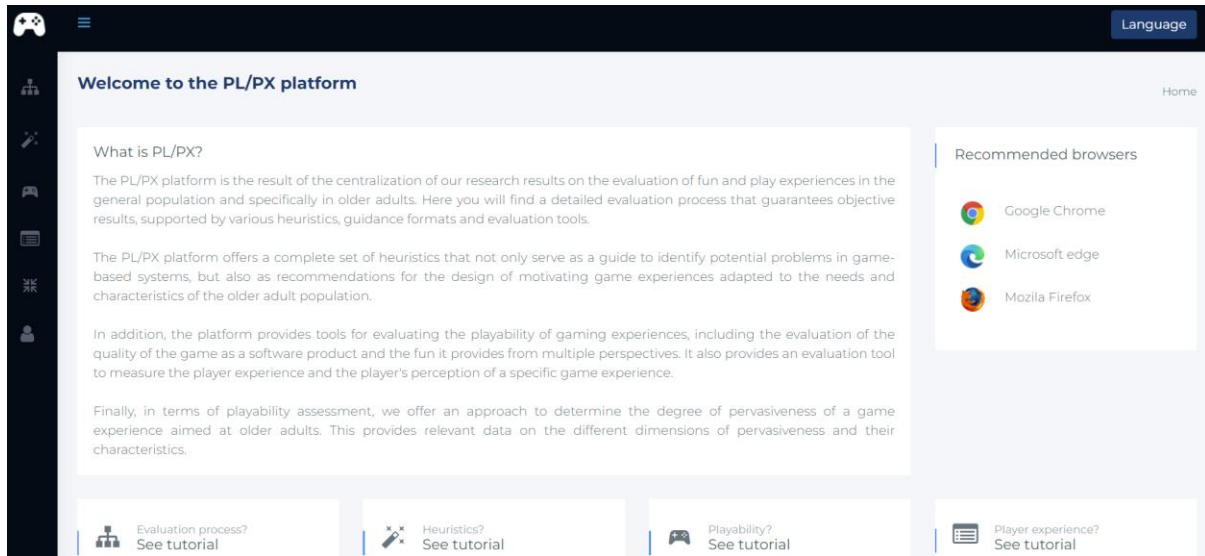 Language
Welcome to the PL/PX platform
Home
What is PL/PX?
The PL/PX platform is the result of the centralization of our research results on the evaluation of fun and play experiences in the
general population and specifically in older adults. Here you will find a detailed evaluation process that guarantees objective
results, supported by various heuristics, guidance formats and evaluation tools.
The PL/PX platform offers a complete set of heuristics that not only serve as a guide to identify potential problems in game-
based systems, but also as recommendations for the design of motivating game experiences adapted to the needs and
characteristics of the older adult population.
In addition, the platform provides tools for evaluating the playability of gaming experiences, including the evaluation of the
quality of the game as a software product and the fun it provides from multiple perspectives. It also provides an evaluation tool
to measure the player experience and the player's perception of a specific game experience.
Finally, in terms of playability assessment, we offer an approach to determine the degree of pervasiveness of a game
experience aimed at older adults. This provides relevant data on the different dimensions of pervasiveness and their
characteristics.
Recommended browsers
Google Chrome
Microsoft edge
Mozila Firefox
Evaluation process?
See tutorial
Heuristics?
See tutorial
Playability?
See tutorial
Player experience?
See tutorial